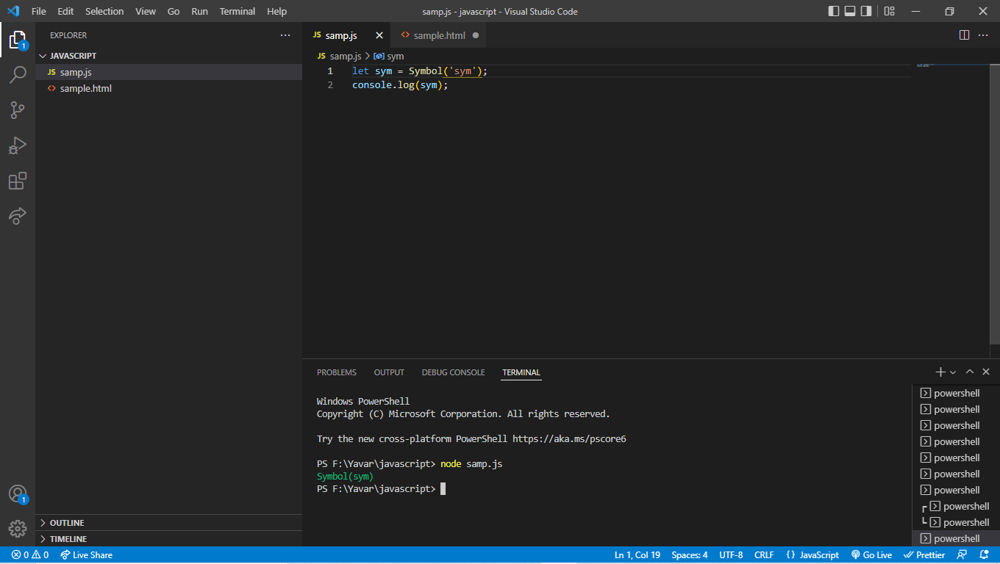 File Edit Selection View Go Run Terminal Help
samp.js - javascript - Visual Studio Code
1
EXPLORER
JAVASCRIPT
JS samp.js
<> sample.html
OUTLINE
TIMELINE
1
JS samp.js
<> sample.html
JS samp.js > sym
1 let sym = Symbol('sym');
2 console.log(sym);
PROBLEMS OUTPUT DEBUG CONSOLE TERMINAL
Windows PowerShell
Copyright (C) Microsoft Corporation. All rights reserved.
Try the new cross-platform PowerShell https://aka.ms/pscore6
PS F:\Yavar\javascript> node samp.js
Symbol(sym)
PS F:\Yavar\javascript>
powershell
powershell
powershell
powershell
powershell
powershell
powershell
powershell
powershell
powershell
0 0 Live Share
Ln 1, Col 19 Spaces: 4 UTF-8 CRLF {} JavaScript Go Live Prettier